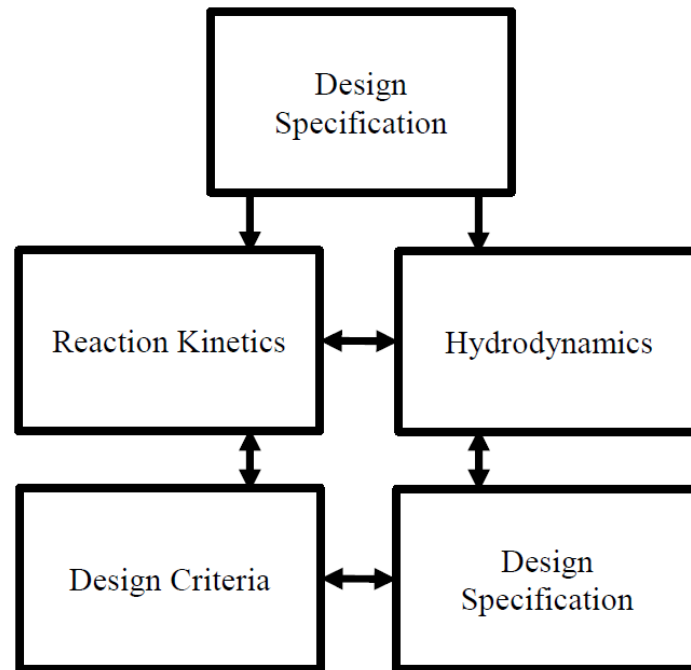 Design
Specification
Reaction Kinetics
Hydrodynamics
Design Criteria
Design
Specification